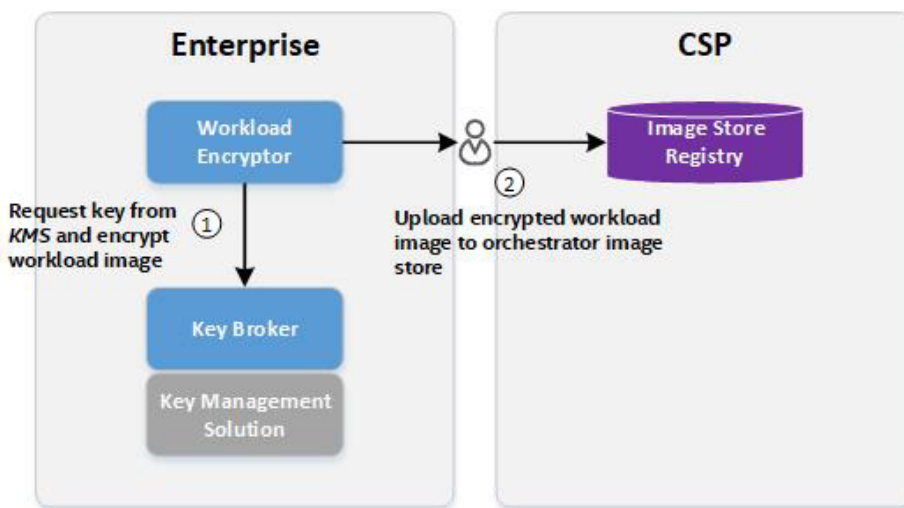 Enterprise
CSP
Workload
Encryptor
Image Store
Registry
Request key from
KMS and encrypt
workload image
1
2
Upload encrypted workload
image to orchestrator image
store
Key Broker
Key Management
Solution